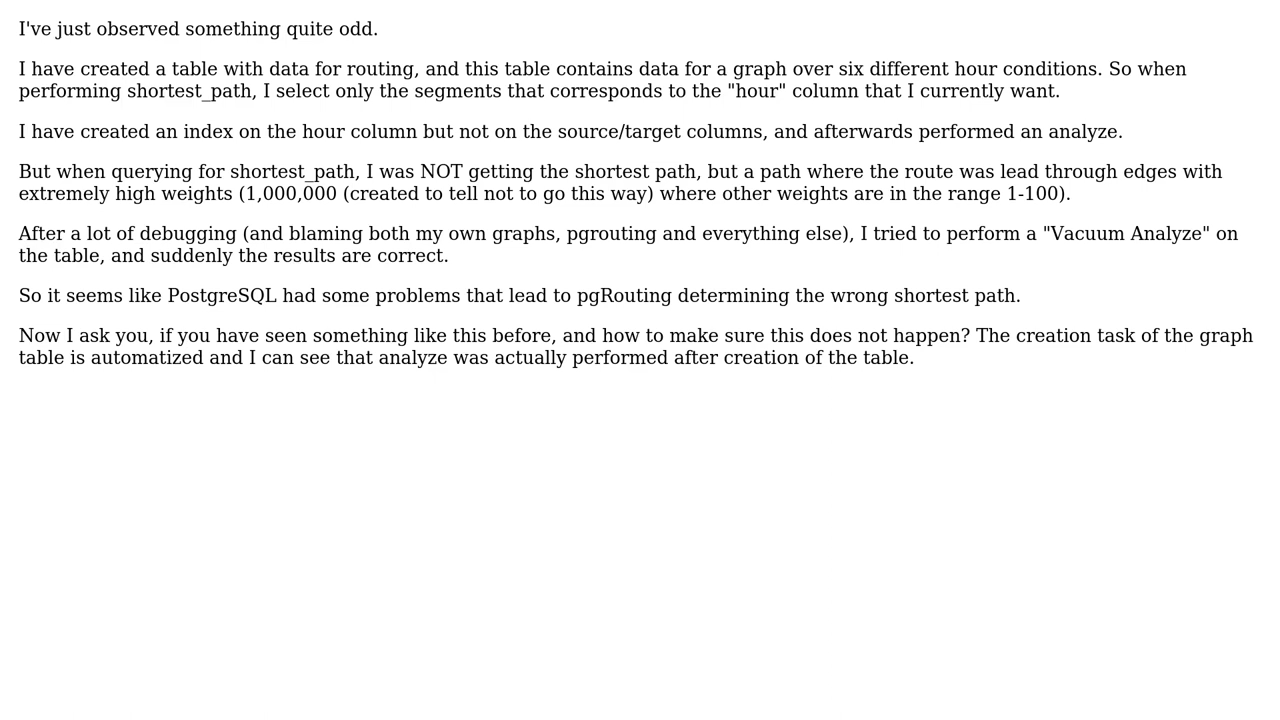 I've just observed something quite odd.
I have created a table with data for routing, and this table contains data for a graph over six different hour conditions. So when
performing shortest_path, I select only the segments that corresponds to the "hour" column that I currently want.
I have created an index on the hour column but not on the source/target columns, and afterwards performed an analyze.
But when querying for shortest_path, I was NOT getting the shortest path, but a path where the route was lead through edges with
extremely high weights (1,000,000 (created to tell not to go this way) where other weights are in the range 1-100).
After a lot of debugging (and blaming both my own graphs, pgrouting and everything else), I tried to perform a "Vacuum Analyze" on
the table, and suddenly the results are correct.
So it seems like PostgreSQL had some problems that lead to pgRouting determining the wrong shortest path.
Now I ask you, if you have seen something like this before, and how to make sure this does not happen? The creation task of the graph
table is automatized and I can see that analyze was actually performed after creation of the table.